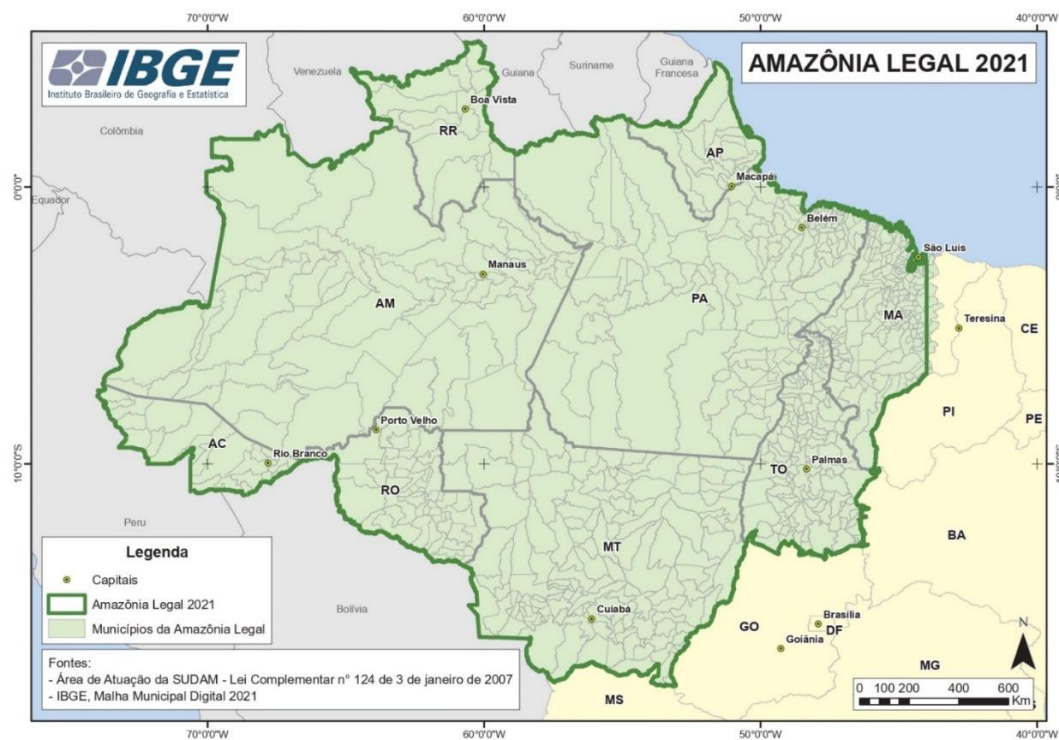 70°0'0"W
60°0'0"W
50°0'0"W
40°0'0"W
IBGE
Instituto Brasileiro de Geografia e Estatística
AMAZÔNIA LEGAL 2021
Venezuela
Guiana
Suriname
Guiana
Francesa
Colômbia
Boa Vista
RR
AP
Macapá
0°0'0"
0°0'0"
Equador
Belém
São Luís
Manaus
AM
PA
MA
Teresina
CE
PI
PE
Porto Velho
AC
Rio Branco
10°0'0"S
10°0'0"S
RO
TO
Palmas
Peru
MT
BA
Bolívia
Cuiabá
GO
Brasília
DF
Goiânia
MG
MS
Legenda
Capitais
Amazônia Legal 2021
Municípios da Amazônia Legal
Fontes:
- Área de Atuação da SUDAM - Lei Complementar n° 124 de 3 de janeiro de 2007
- IBGE, Malha Municipal Digital 2021
N
0 100 200 400 600
Km
70°0'0"W
60°0'0"W
50°0'0"W
40°0'0"W